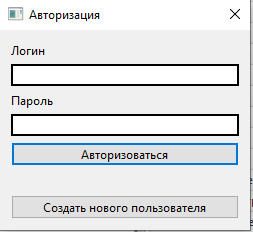 Авторизация
Логин
Пароль
Авторизоваться
Создать нового пользователя